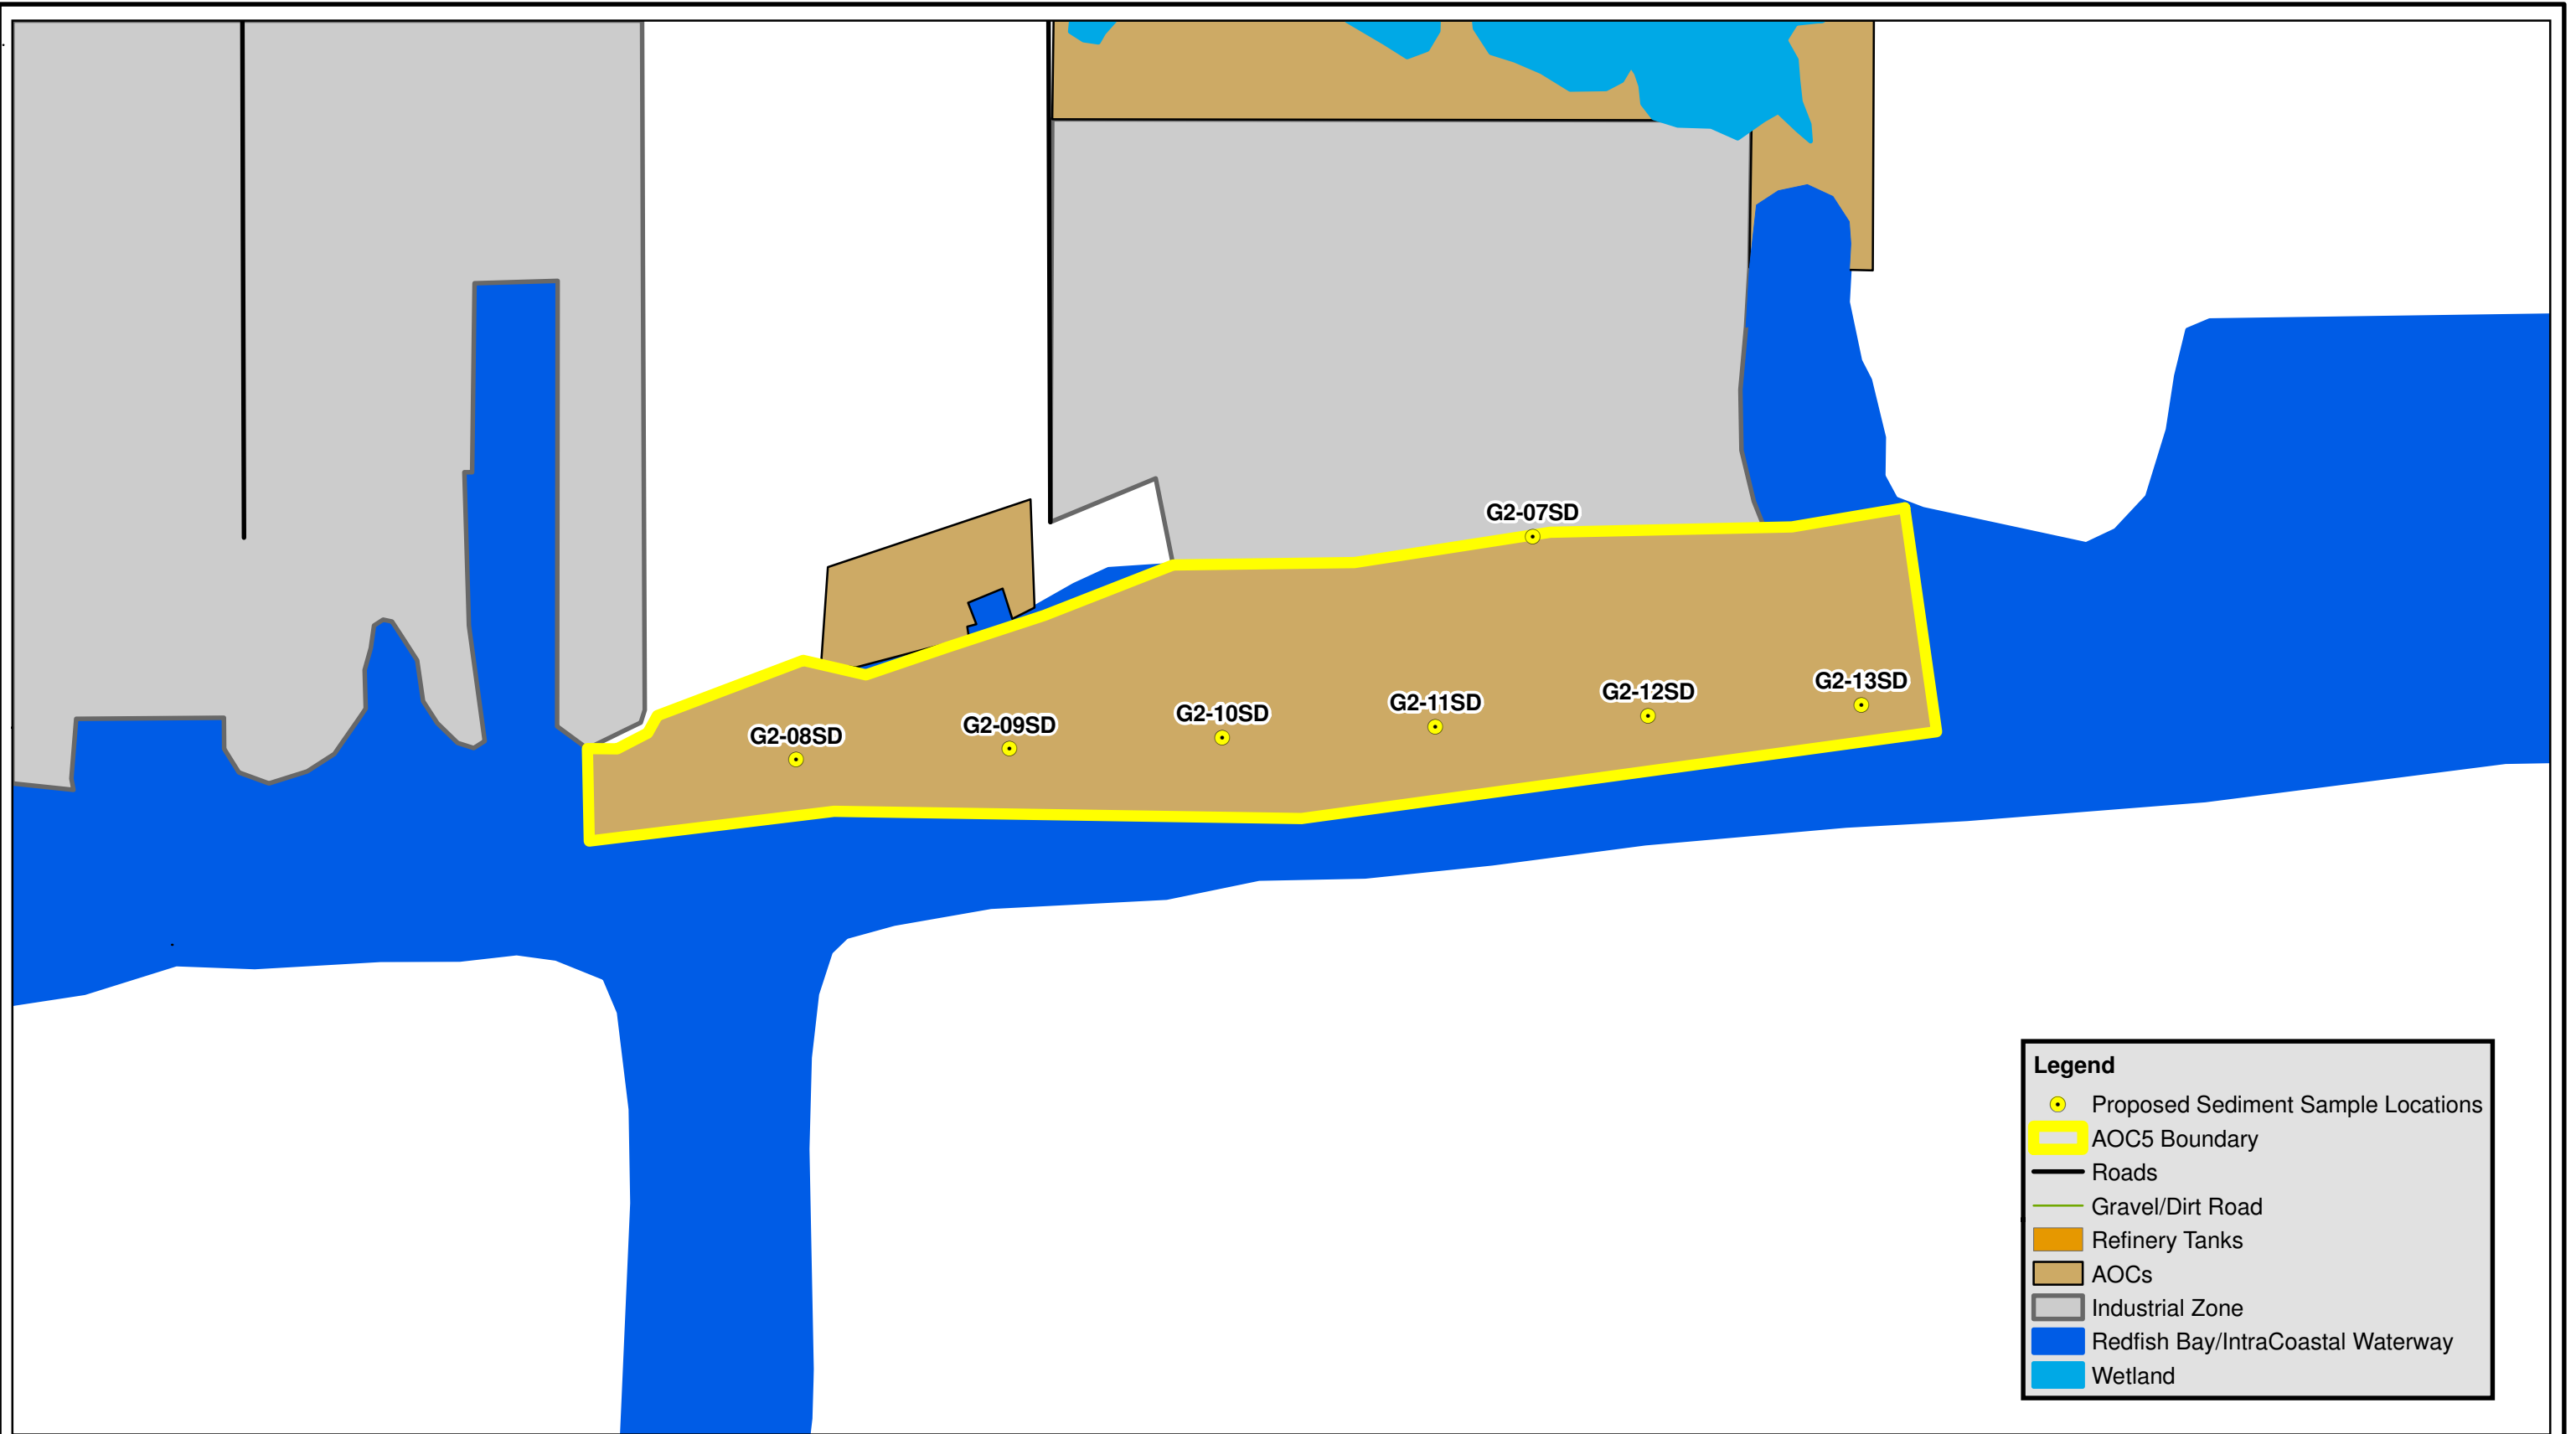 G2-07SD
G2-08SD
G2-09SD
G2-10SD
G2-11SD
G2-12SD
G2-13SD
Legend
Proposed Sediment Sample Locations
AOC5 Boundary
Roads
Gravel/Dirt Road
Refinery Tanks
AOCs
Industrial Zone
Redfish Bay/IntraCoastal Waterway
Wetland